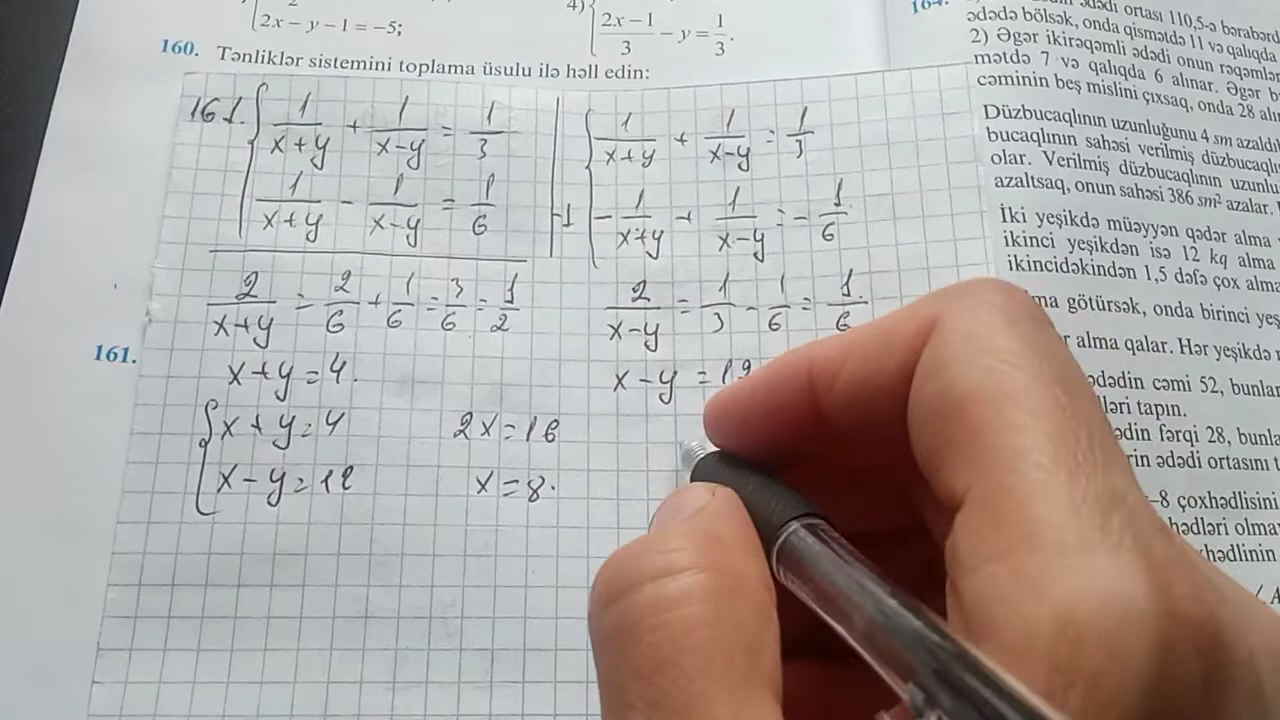 2x – y – 1 = –5;
4) (2x–1)/3 – y = 1/3.
160. Tənliklər sistemini toplama üsulu ilə həll edin:
161. { 1/(x+y) + 1/(x–y) = 1/3
1/(x+y) – 1/(x–y) = 1/6
2/(x+y) = 2/6 + 1/6 = 3/6 = 1/2
x+y = 4.
{ x+y = 4
x–y = 12
2x = 16
x = 8.
{ 1/(x+y) + 1/(x–y) = 1/3
-1 – 1/(x+y) + 1/(x–y) = – 1/6
2/(x–y) = 1/3 – 1/6 = 1/6
x–y = 12
161.
164.
ədədi ortası 110,5-ə bərabərd
ədədə bölsək, onda qismətdə 11 və qalıqda
2) Əgər ikirəqəmli ədədi onun rəqəmlər
mətdə 7 və qalıqda 6 alınar. Əgər b
cəminin beş mislini çıxsaq, onda 28 alı
Düzbucaqlının uzunluğunu 4 sm azaldı
bucaqlının sahəsi verilmiş düzbucaqlı
olar. Verilmiş düzbucaqlının uzunlu
azaltsaq, onun sahəsi 386 sm² azalar.
İki yeşikdə müəyyən qədər alma
ikinci yeşikdən isə 12 kq alma
ikincidəkindən 1,5 dəfə çox alma
ma götürsək, onda birinci yeş
r alma qalar. Hər yeşikdə
ədədin cəmi 52, bunlar
ləri tapın.
ədin fərqi 28, bunla
rin ədədi ortasını t
–8 çoxhədlisini
hədləri olma
xhədlinin